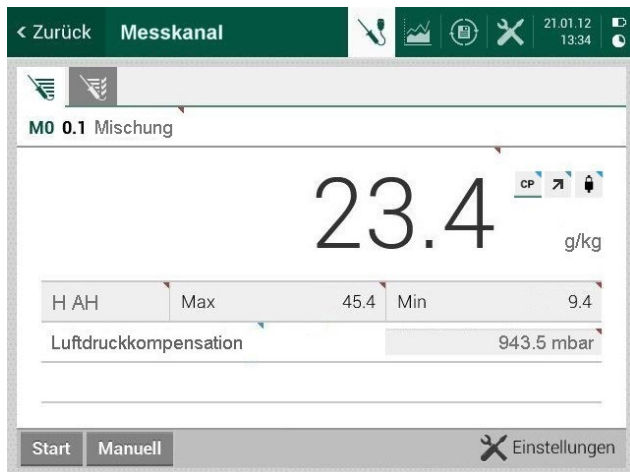 < Zurück Messkanal 21.01.12
13:34
M0 0.1 Mischung
CP
23.4
g/kg
H AH Max 45.4 Min 9.4
Luftdruckkompensation 943.5 mbar
Start Manuell Einstellungen